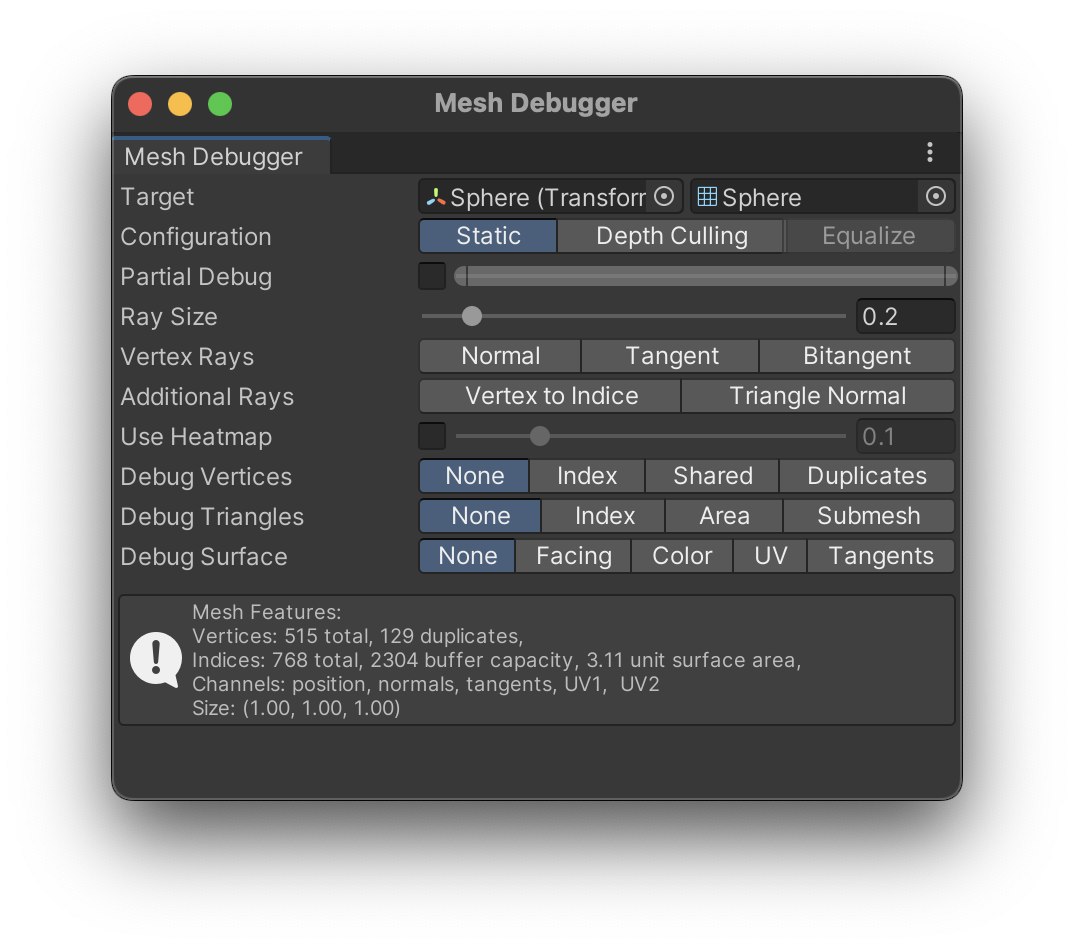 Mesh Debugger
Mesh Debugger
Target Sphere (Transforr Sphere
Configuration Static Depth Culling Equalize
Partial Debug
Ray Size 0.2
Vertex Rays Normal Tangent Bitangent
Additional Rays Vertex to Indice Triangle Normal
Use Heatmap 0.1
Debug Vertices None Index Shared Duplicates
Debug Triangles None Index Area Submesh
Debug Surface None Facing Color UV Tangents
Mesh Features:
Vertices: 515 total, 129 duplicates,
Indices: 768 total, 2304 buffer capacity, 3.11 unit surface area,
Channels: position, normals, tangents, UV1,  UV2
Size: (1.00, 1.00, 1.00)